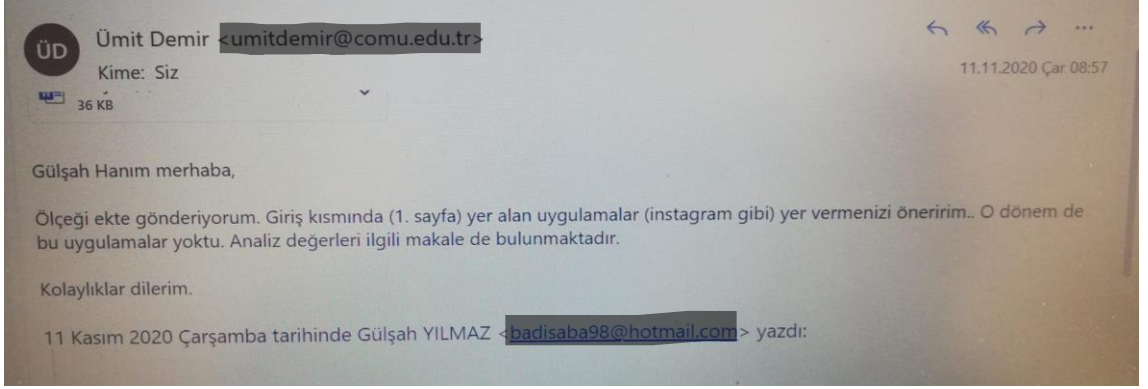 ÜD
Ümit Demir <umitdemir@comu.edu.tr>
Kime: Siz
11.11.2020 Çar 08:57
36 KB
Gülşah Hanım merhaba,
Ölçeği ekte gönderiyorum. Giriş kısmında (1. sayfa) yer alan uygulamalar (instagram gibi) yer vermenizi öneririm.. O dönem de
bu uygulamalar yoktu. Analiz değerleri ilgili makale de bulunmaktadır.
Kolaylıklar dilerim.
11 Kasım 2020 Çarşamba tarihinde Gülşah YILMAZ <badisaba98@hotmail.com> yazdı: